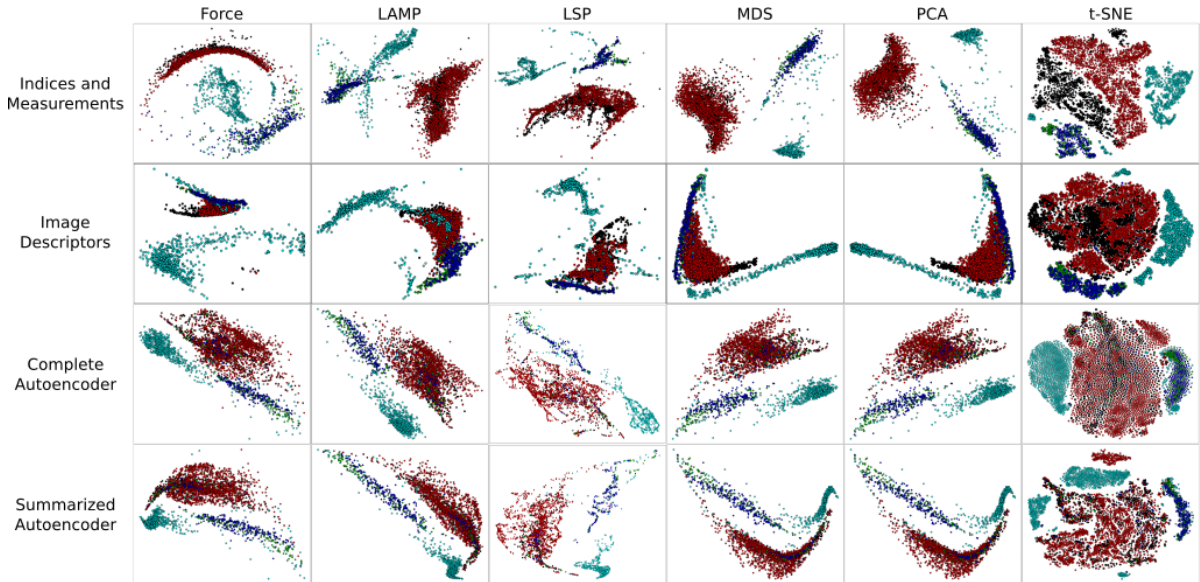 Force LAMP LSP MDS PCA t-SNE
Indices and
Measurements
Image
Descriptors
Complete
Autoencoder
Summarized
Autoencoder